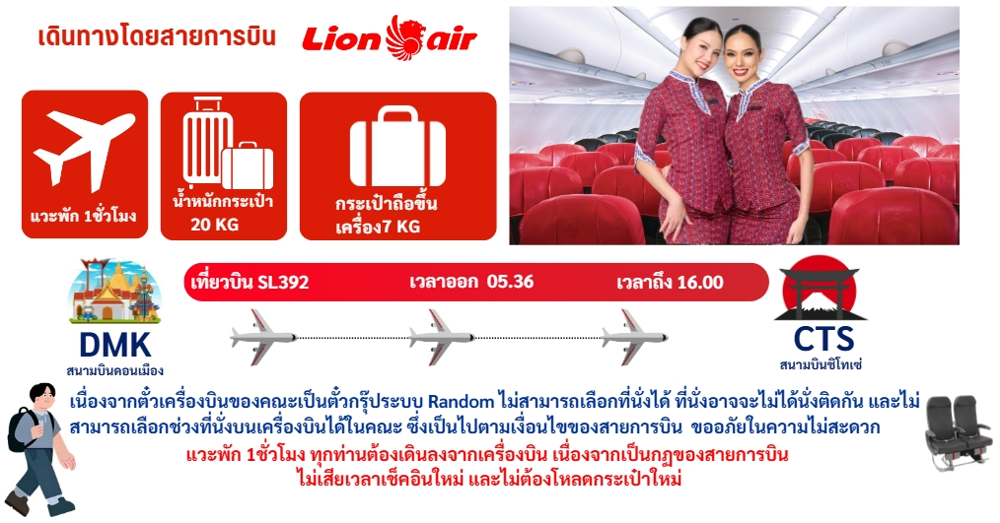 เดินทางโดยสายการบิน Lion air
แวะพัก 1ชั่วโมง
น้ำหนักกระเป๋า
20 KG
กระเป๋าถือขึ้น
เครื่อง7 KG
เที่ยวบิน SL392 เวลาออก 05.36 เวลาถึง 16.00
DMK
สนามบินดอนเมือง
CTS
สนามบินชิโทเซ่
เนื่องจากตั๋วเครื่องบินของคณะเป็นตั๋วกรุ๊ประบบ Random ไม่สามารถเลือกที่นั่งได้ ที่นั่งอาจจะไม่ได้นั่งติดกัน และไม่
สามารถเลือกช่วงที่นั่งบนเครื่องบินได้ในคณะ ซึ่งเป็นไปตามเงื่อนไขของสายการบิน ขออภัยในความไม่สะดวก
แวะพัก 1ชั่วโมง ทุกท่านต้องเดินลงจากเครื่องบิน เนื่องจากเป็นกฏของสายการบิน
ไม่เสียเวลาเช็คอินใหม่ และไม่ต้องโหลดกระเป๋าใหม่